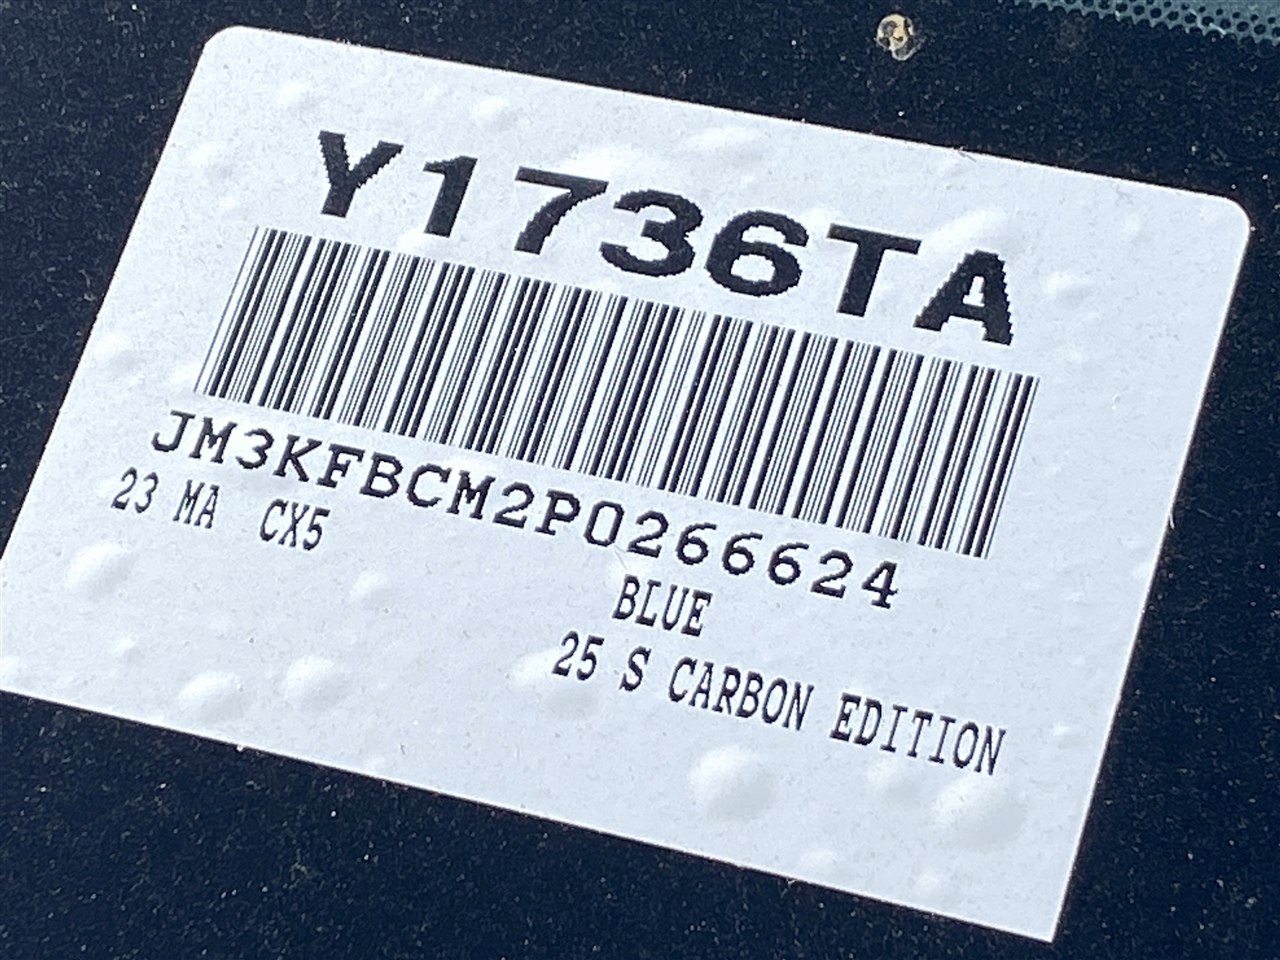 Y1736TA
JM3KFBCM2P0266624
23 MA CX5
BLUE
25 S CARBON EDITION